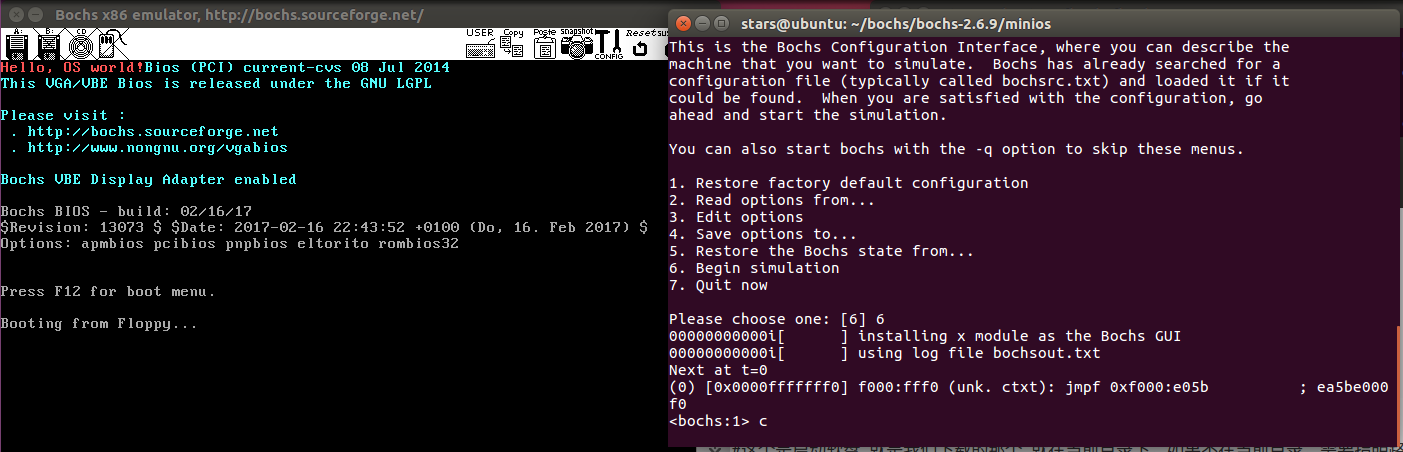 Bochs x86 emulator, http://bochs.sourceforge.net/
A: B: CD
USER Copy Paste snapshot CONFIG Reset sus
Hello, OS world!Bios (PCI) current-cvs 08 Jul 2014
This VGA/VBE Bios is released under the GNU LGPL
Please visit :
. http://bochs.sourceforge.net
. http://www.nongnu.org/vgabios
Bochs VBE Display Adapter enabled
Bochs BIOS - build: 02/16/17
$Revision: 13073 $ $Date: 2017-02-16 22:43:52 +0100 (Do, 16. Feb 2017) $
Options: apmbios pcibios pnpbios eltorito rombios32
Press F12 for boot menu.
Booting from Floppy...
stars@ubuntu: ~/bochs/bochs-2.6.9/minios
This is the Bochs Configuration Interface, where you can describe the
machine that you want to simulate.  Bochs has already searched for a
configuration file (typically called bochsrc.txt) and loaded it if it
could be found.  When you are satisfied with the configuration, go
ahead and start the simulation.
You can also start bochs with the -q option to skip these menus.
1. Restore factory default configuration
2. Read options from...
3. Edit options
4. Save options to...
5. Restore the Bochs state from...
6. Begin simulation
7. Quit now
Please choose one: [6] 6
00000000000i[      ] installing x module as the Bochs GUI
00000000000i[      ] using log file bochsout.txt
Next at t=0
(0) [0x0000fffffff0] f000:fff0 (unk. ctxt): jmpf 0xf000:e05b          ; ea5be000
f0
<bochs:1> c